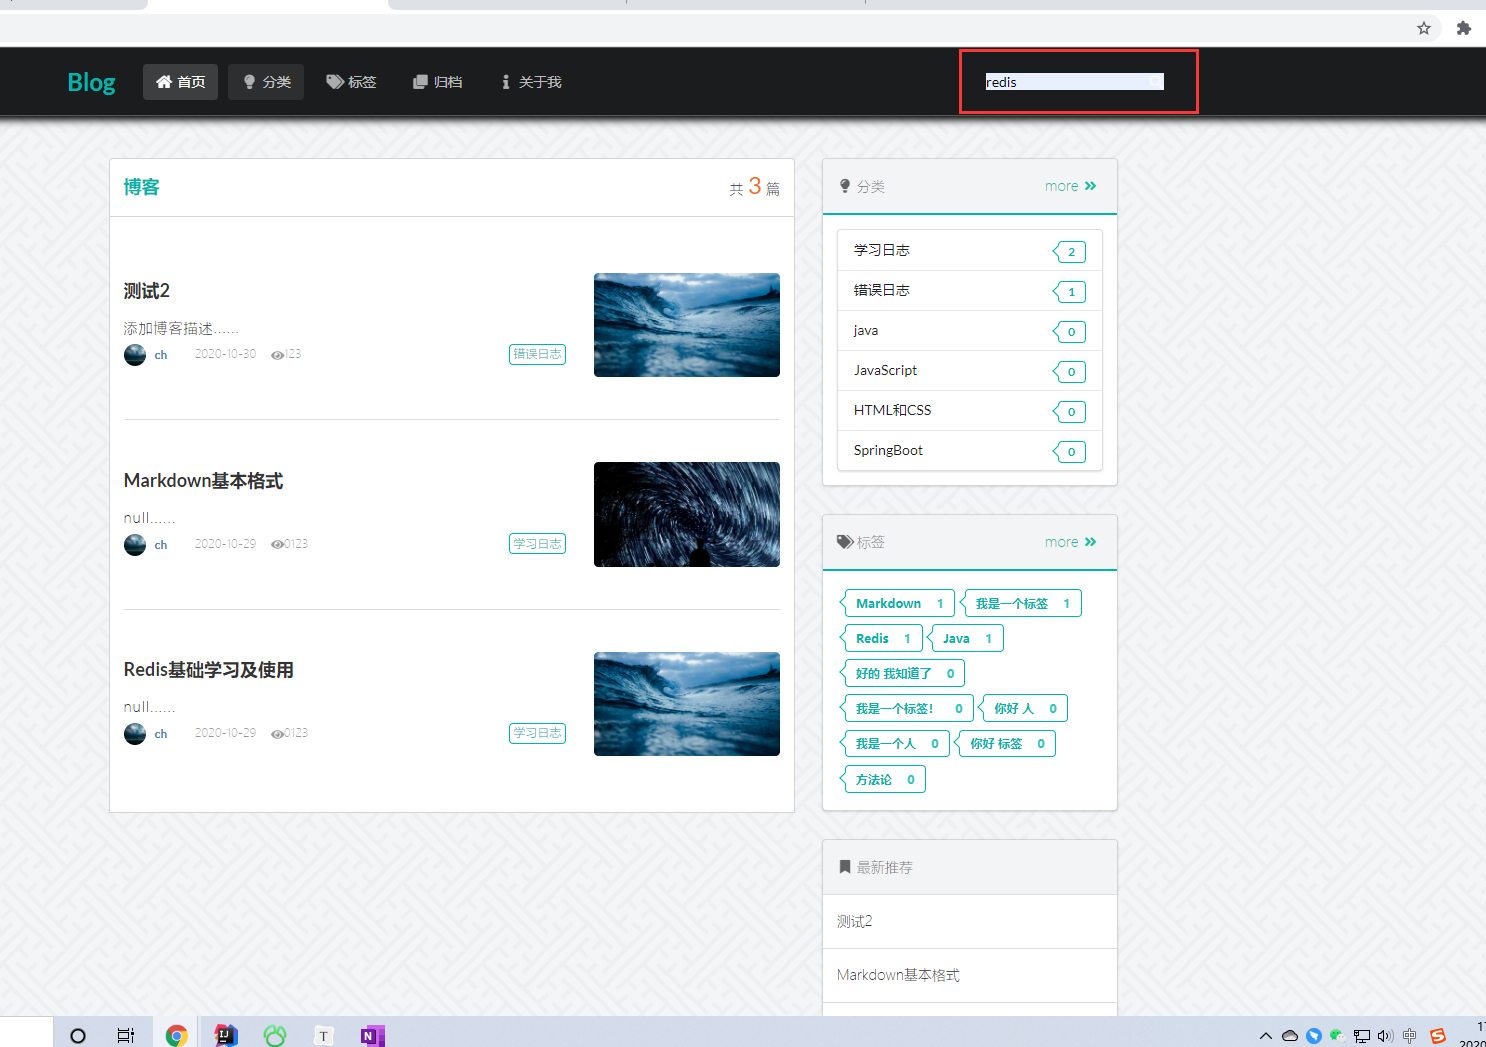 Blog 首页 分类 标签 归档 关于我 redis
博客 共 3 篇
测试2
添加博客描述......
ch 2020-10-30 123 错误日志
Markdown基本格式
null......
ch 2020-10-29 0123 学习日志
Redis基础学习及使用
null......
ch 2020-10-29 0123 学习日志
分类 more
学习日志 2
错误日志 1
java 0
JavaScript 0
HTML和CSS 0
SpringBoot 0
标签 more
Markdown 1 我是一个标签 1
Redis 1 Java 1
好的 我知道了 0
我是一个标签! 0 你好 人 0
我是一个人 0 你好 标签 0
方法论 0
最新推荐
测试2
Markdown基本格式
IJ T N 中 S